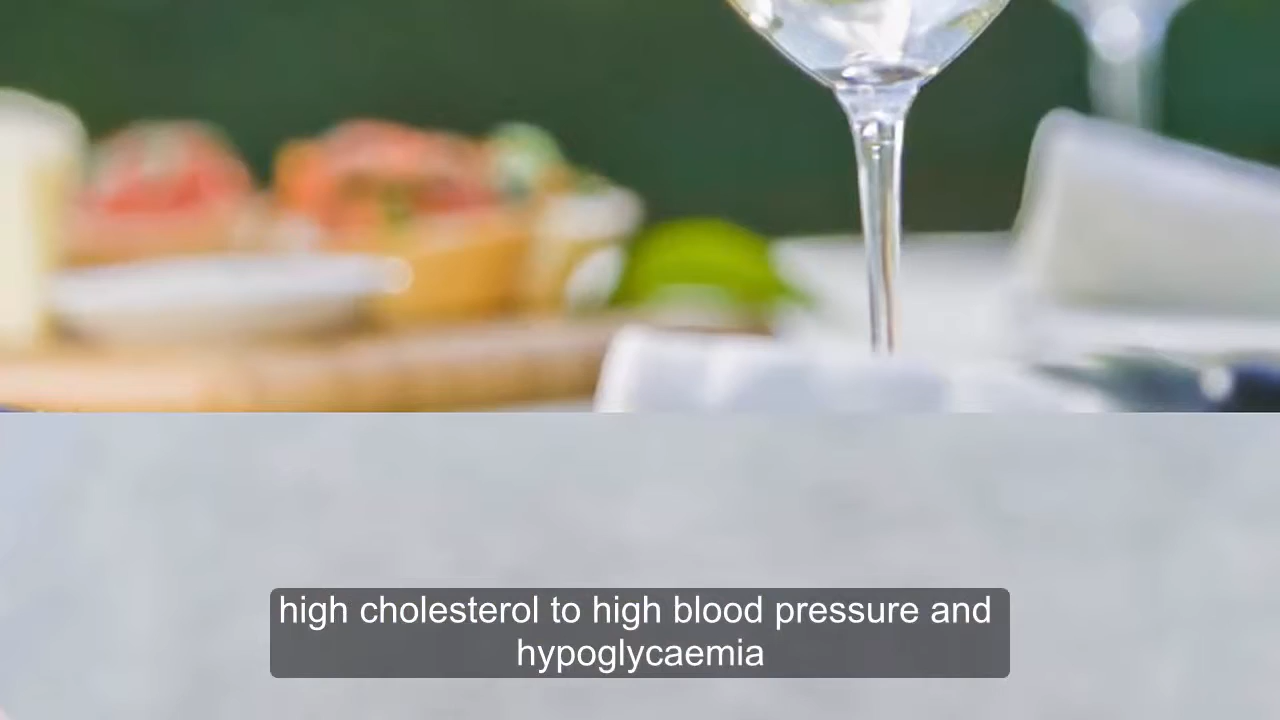 high cholesterol to high blood pressure and
hypoglycaemia